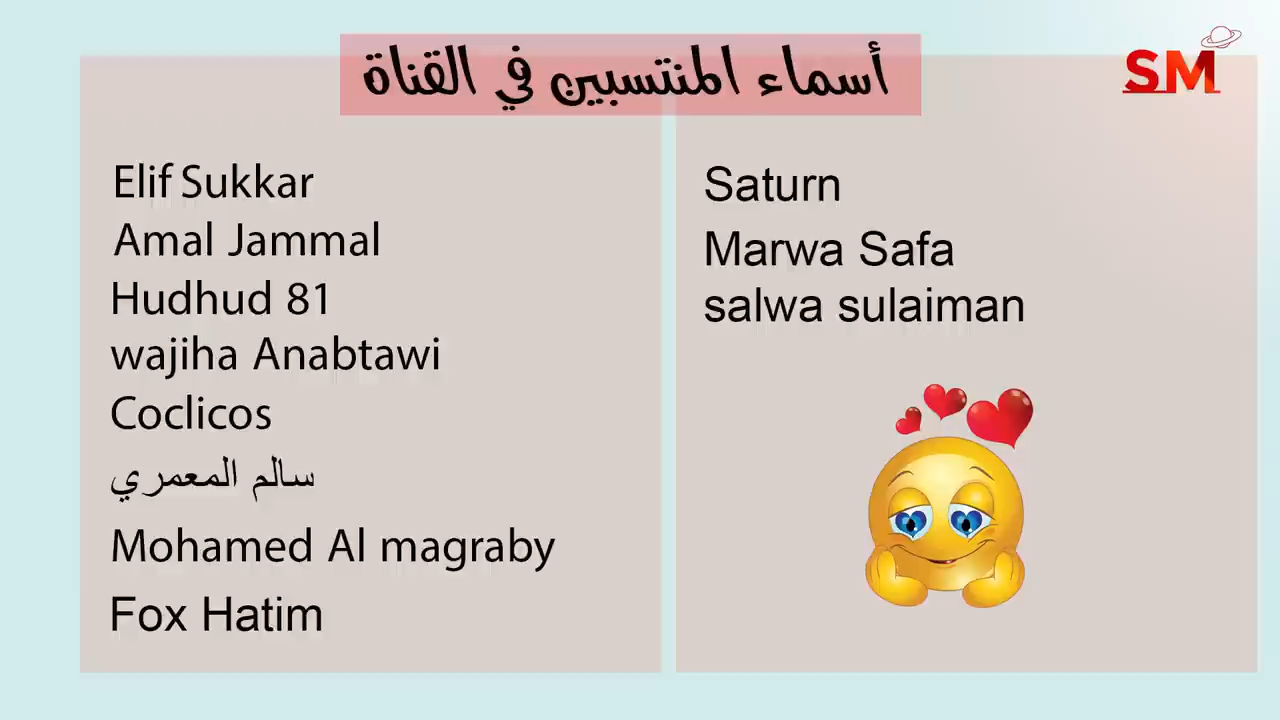 أسماء المنتسبين في القناة
SM
Elif Sukkar
Amal Jammal
Hudhud 81
wajiha Anabtawi
Coclicos
سالم المعمري
Mohamed Al magraby
Fox Hatim
Saturn
Marwa Safa
salwa sulaiman